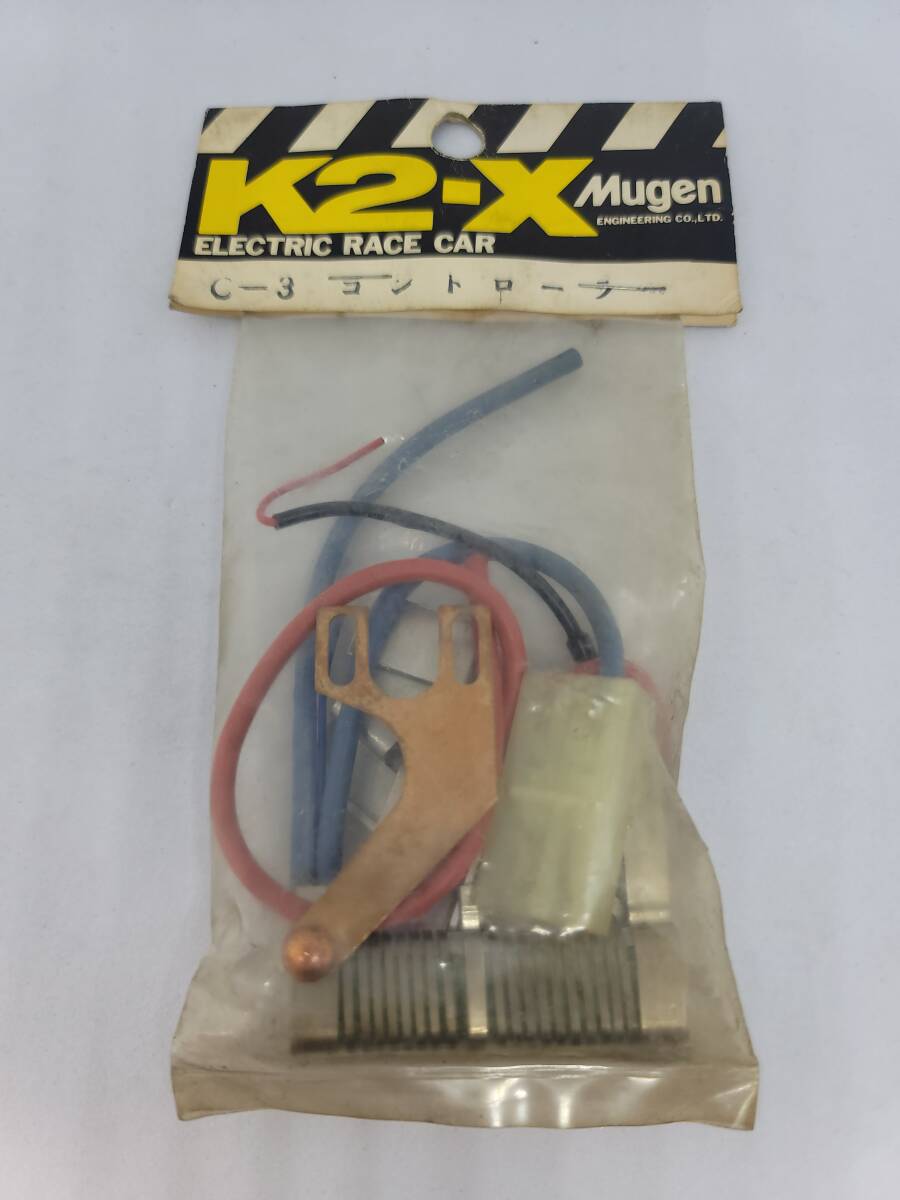 K2-X Mugen
ENGINEERING CO.,LTD.
ELECTRIC RACE CAR
C-3 コントローラー